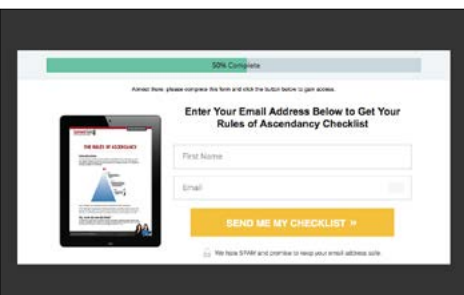 50% Complete
Almost there: please complete this form and click the button below to gain access.
Enter Your Email Address Below to Get Your
Rules of Ascendancy Checklist
THE RULES OF ASCENDANCY
First Name
Email
SEND ME MY CHECKLIST »
We hate SPAM and promise to keep your email address safe.